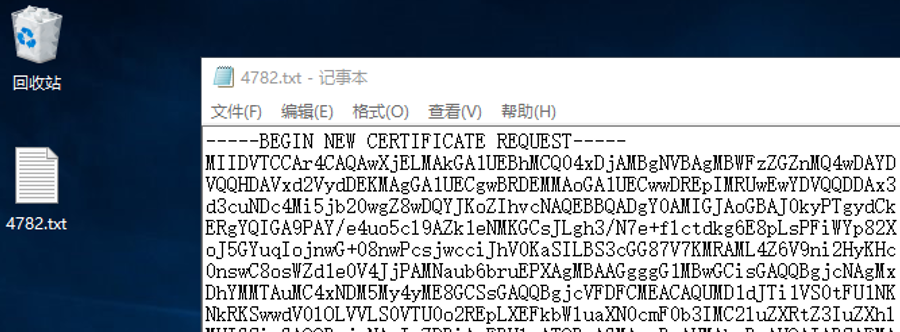 回收站
4782.txt
4782.txt - 记事本
文件(F) 编辑(E) 格式(O) 查看(V) 帮助(H)
-----BEGIN NEW CERTIFICATE REQUEST-----
MIIDVTCCAr4CAQAwXjELMAkGA1UEBhMCQ04xDjAMBgNVBAgMBWFzZGZnMQ4wDAYD
VQQHDAVxd2VydDEKMAgGA1UECgwBRDEMMAoGA1UECwwDREpIMRUwEwYDVQQDDAx3
d3cuNDc4Mi5jb20wgZ8wDQYJKoZIhvcNAQEBBQADgY0AMIGJAoGBAJ0kyPTgydCk
ERgYQIGA9PAY/e4uo5c19AZk1eNMKGCsJLgh3/N7e+f1ctdkg6E8pLsPFiWYp82X
oJ5GYuqIojnwG+08nwPcsjwcciJhV0KaSILBS3cGG87V7KMRAML4Z6V9ni2HyKHc
0nswC8osWZd1e0V4JjPAMNaub6bruEPXAgMBAAGgggG1MBwGCisGAQQBgjcNAgMx
DhYMMTAuMC4xNDM5My4yME8GCSsGAQQBgjcVFDFCMEACAQUMD1dJTi1VS0tFU1NK
NkRKSwwdV01OLVVLS0VTU0o2REpLXEFkbW1uaXN0cmF0b3IMC21uZXRtZ3IuZXh1